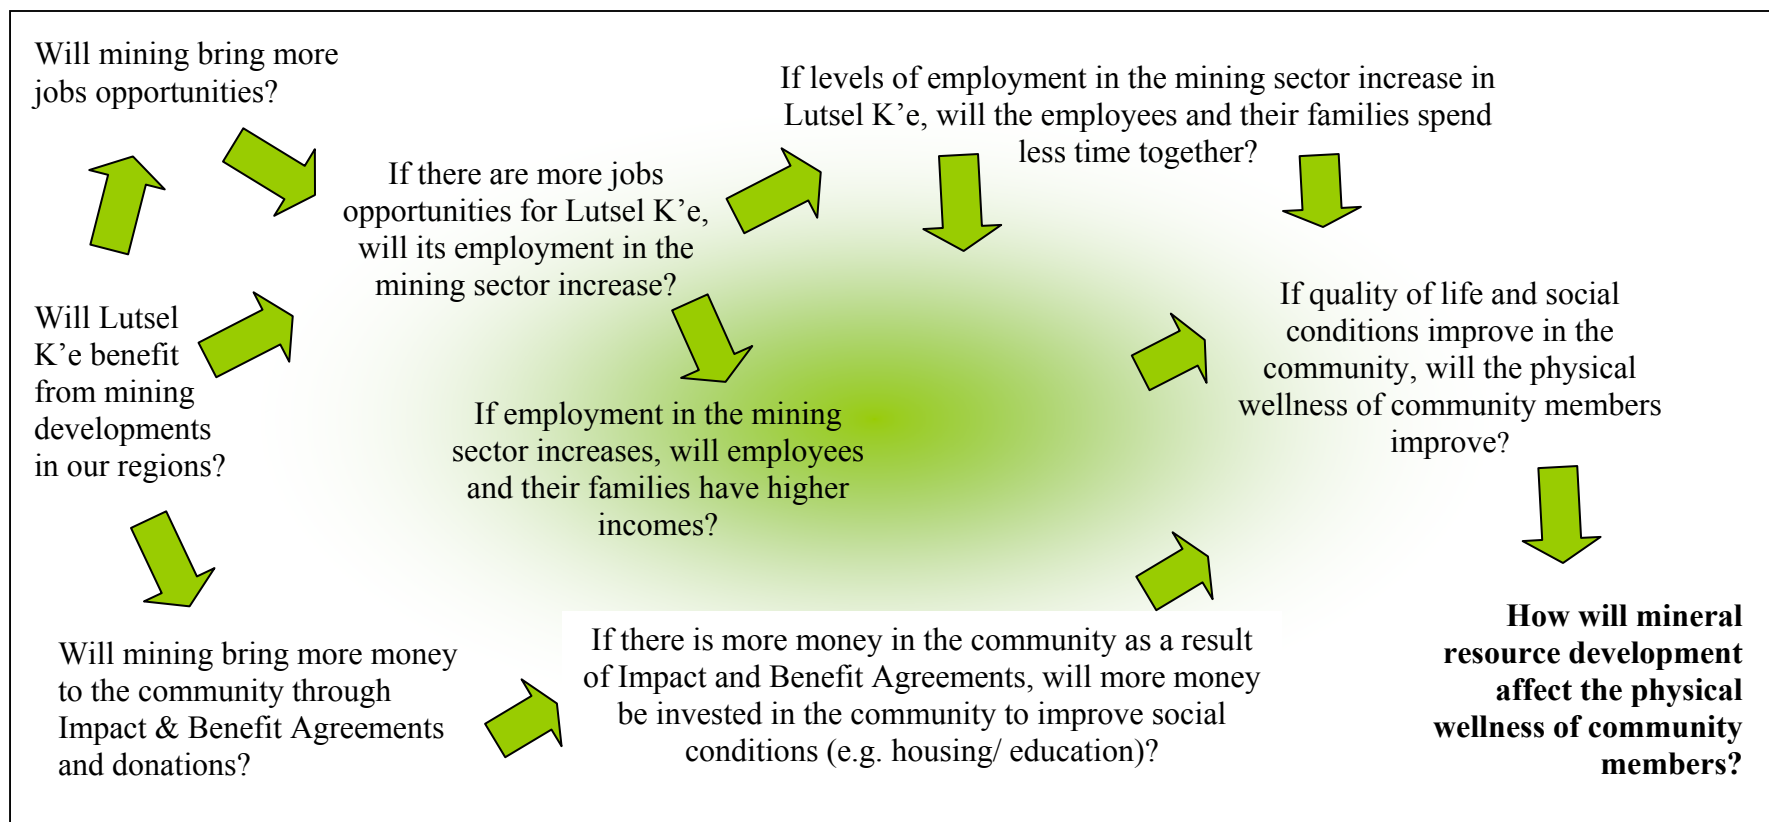 Will mining bring more
jobs opportunities?
If levels of employment in the mining sector increase in
Lutsel K’e, will the employees and their families spend
less time together?
If there are more jobs
opportunities for Lutsel K’e,
will its employment in the
mining sector increase?
Will Lutsel
K’e benefit
from mining
developments
in our regions?
If quality of life and social
conditions improve in the
community, will the physical
wellness of community members
improve?
If employment in the mining
sector increases, will employees
and their families have higher
incomes?
Will mining bring more money
to the community through
Impact & Benefit Agreements
and donations?
If there is more money in the community as a result
of Impact and Benefit Agreements, will more money
be invested in the community to improve social
conditions (e.g. housing/ education)?
How will mineral
resource development
affect the physical
wellness of community
members?